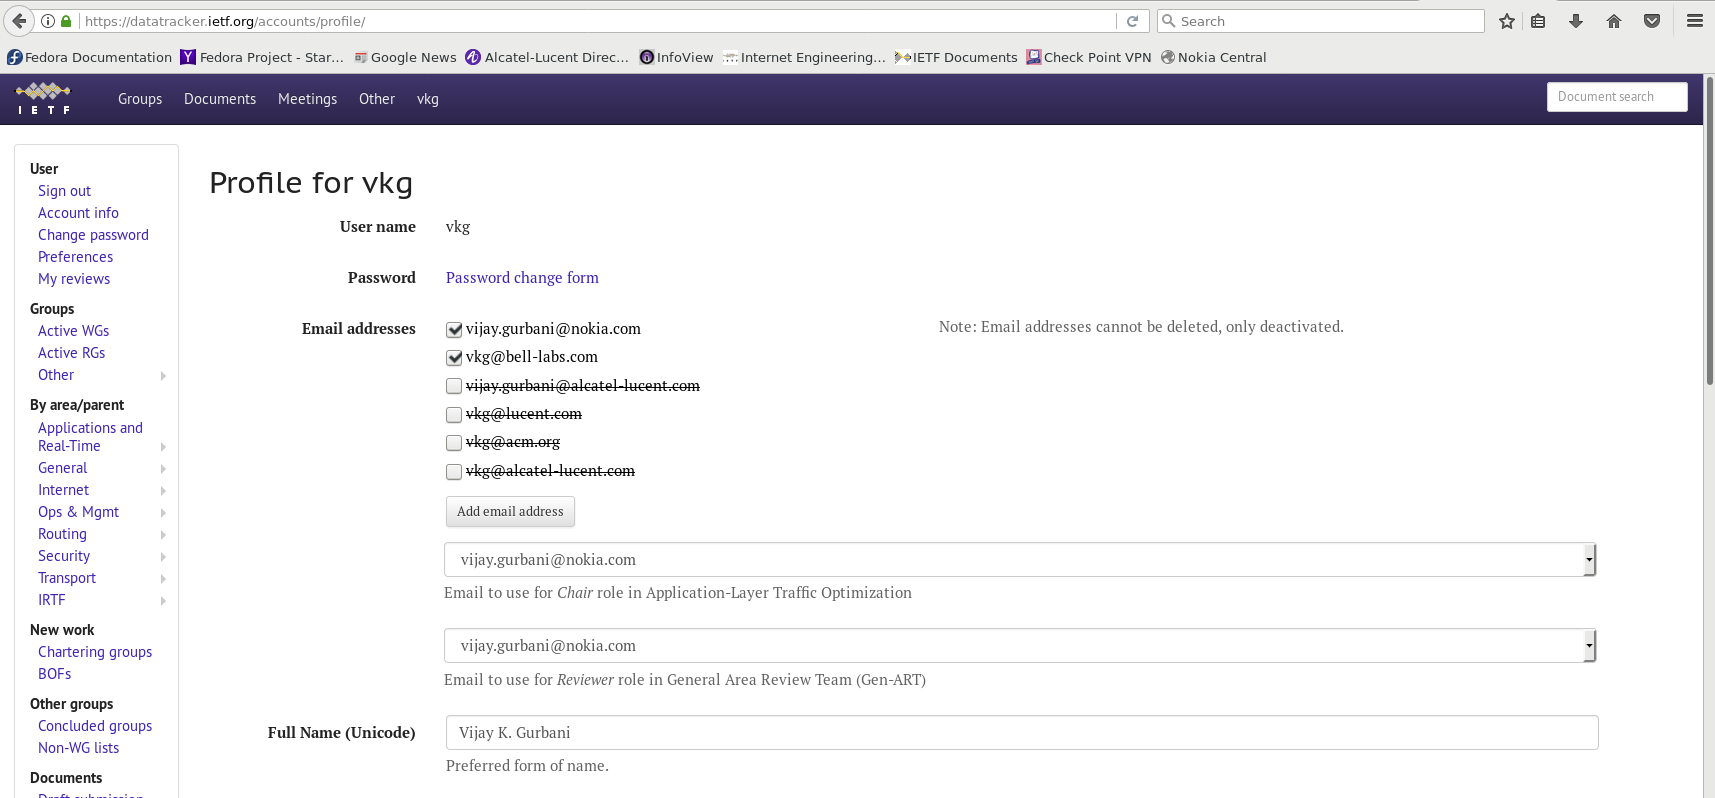 https://datatracker.ietf.org/accounts/profile/
Search
Fedora Documentation Fedora Project - Star... Google News Alcatel-Lucent Direc... InfoView Internet Engineering... IETF Documents Check Point VPN Nokia Central
I E T F
Groups Documents Meetings Other vkg
Document search
User
Sign out
Account info
Change password
Preferences
My reviews
Groups
Active WGs
Active RGs
Other
By area/parent
Applications and
Real-Time
General
Internet
Ops & Mgmt
Routing
Security
Transport
IRTF
New work
Chartering groups
BOFs
Other groups
Concluded groups
Non-WG lists
Documents
Draft submission
Profile for vkg
User name vkg
Password Password change form
Email addresses vijay.gurbani@nokia.com Note: Email addresses cannot be deleted, only deactivated.
vkg@bell-labs.com
vijay.gurbani@alcatel-lucent.com
vkg@lucent.com
vkg@acm.org
vkg@alcatel-lucent.com
Add email address
vijay.gurbani@nokia.com
Email to use for Chair role in Application-Layer Traffic Optimization
vijay.gurbani@nokia.com
Email to use for Reviewer role in General Area Review Team (Gen-ART)
Full Name (Unicode) Vijay K. Gurbani
Preferred form of name.